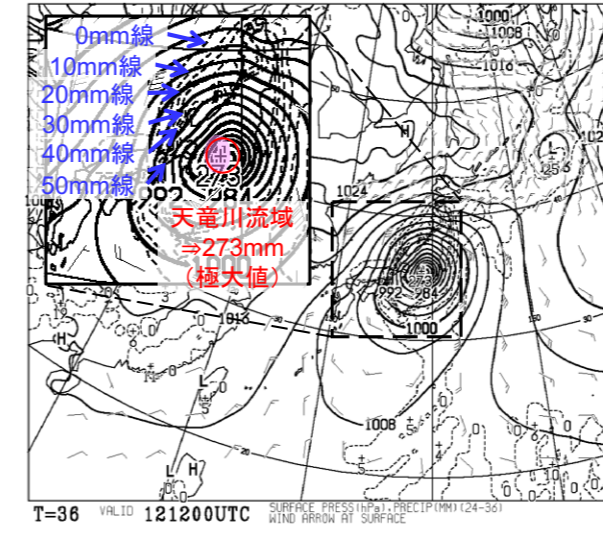 0mm線
10mm線
20mm線
30mm線
40mm線
50mm線
273
992 984
天竜川流域
⇒273mm
(極大値)
1000
1000
1008
1016
H
L
1024
992 984
1000
1016
H
L
1008
L H
T=36 VALID 121200UTC SURFACE PRESS(hPa),PRECIP(MM)(24-36)
WIND ARROW AT SURFACE